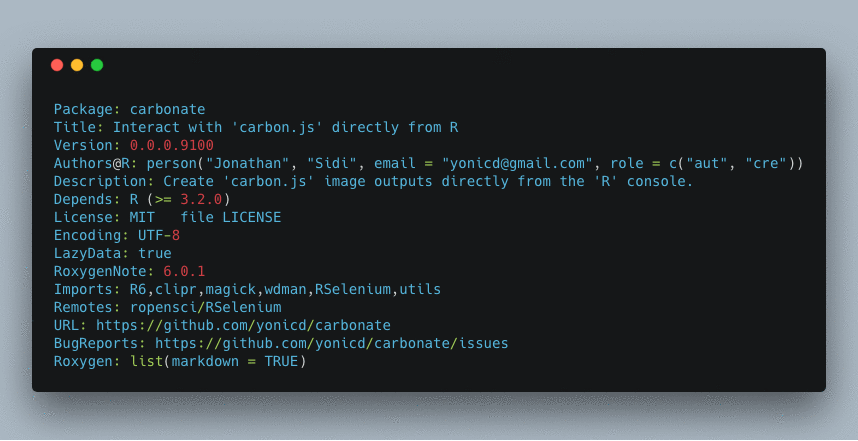 Package: carbonate
Title: Interact with 'carbon.js' directly from R
Version: 0.0.0.9100
Authors@R: person("Jonathan", "Sidi", email = "yonicd@gmail.com", role = c("aut", "cre"))
Description: Create 'carbon.js' image outputs directly from the 'R' console.
Depends: R (>= 3.2.0)
License: MIT   file LICENSE
Encoding: UTF-8
LazyData: true
RoxygenNote: 6.0.1
Imports: R6,clipr,magick,wdman,RSelenium,utils
Remotes: ropensci/RSelenium
URL: https://github.com/yonicd/carbonate
BugReports: https://github.com/yonicd/carbonate/issues
Roxygen: list(markdown = TRUE)